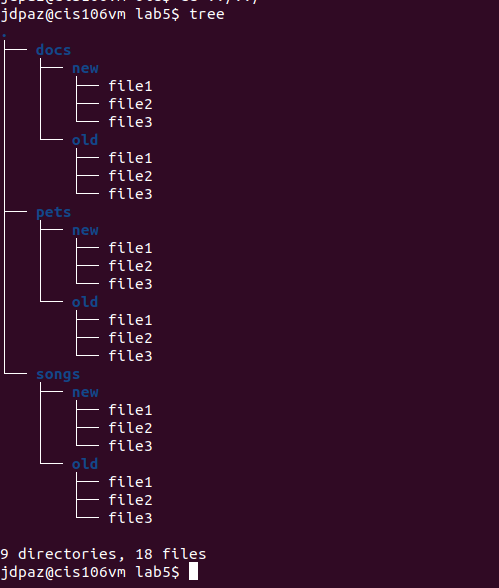 jdpaz@cis106vm lab5$ tree
.
├── docs
│   ├── new
│   │   ├── file1
│   │   ├── file2
│   │   └── file3
│   └── old
│       ├── file1
│       ├── file2
│       └── file3
├── pets
│   ├── new
│   │   ├── file1
│   │   ├── file2
│   │   └── file3
│   └── old
│       ├── file1
│       ├── file2
│       └── file3
└── songs
    ├── new
    │   ├── file1
    │   ├── file2
    │   └── file3
    └── old
        ├── file1
        ├── file2
        └── file3

9 directories, 18 files
jdpaz@cis106vm lab5$